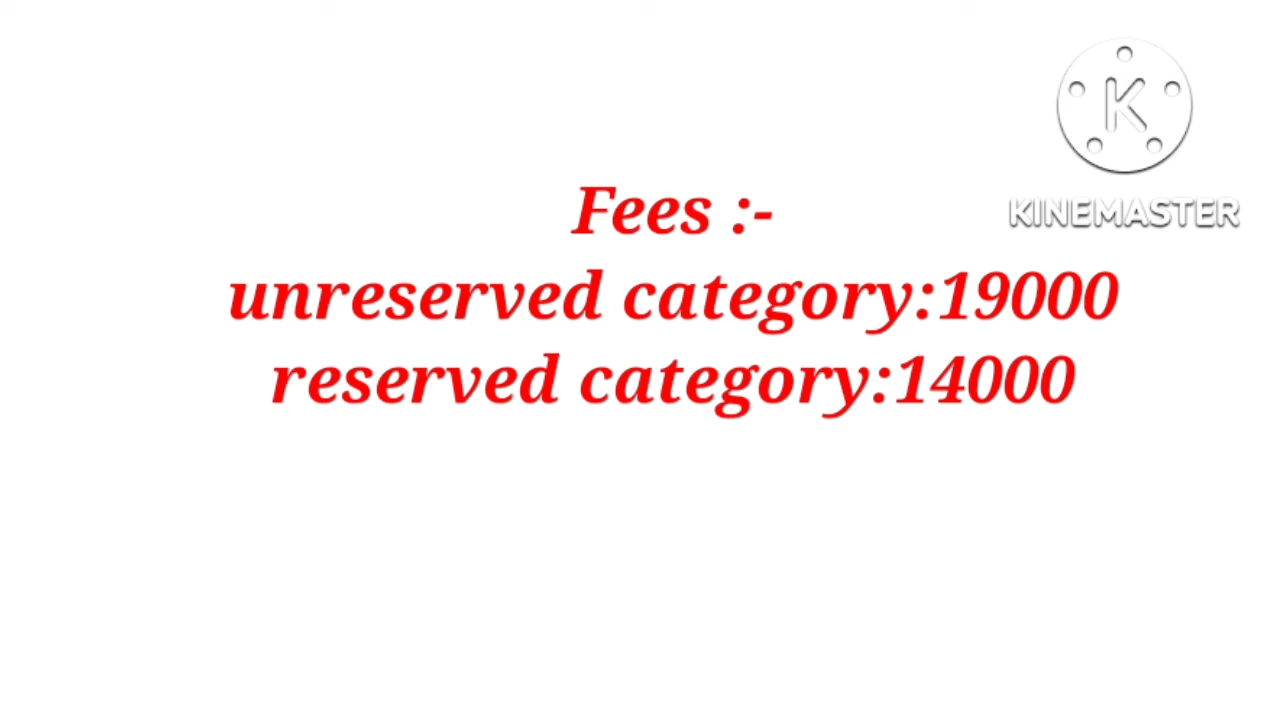 KINEMASTER
Fees :-
unreserved category:19000
reserved category:14000